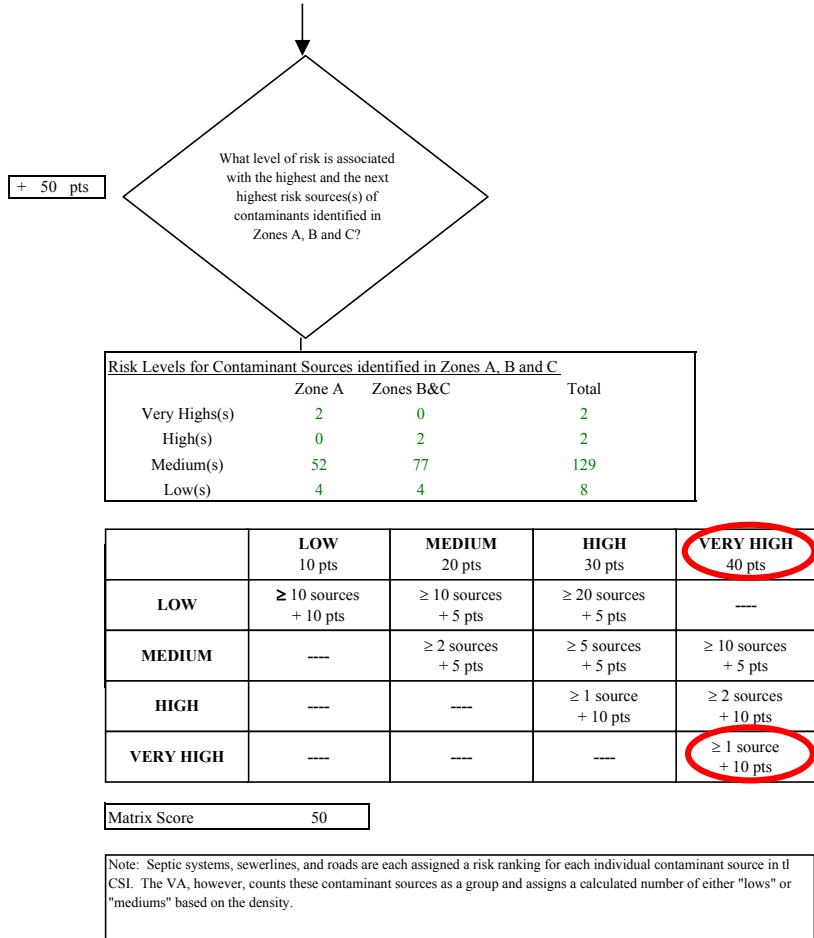 What level of risk is associated
with the highest and the next
highest risk sources(s) of
contaminants identified in
Zones A, B and C?
+ 50 pts
Risk Levels for Contaminant Sources identified in Zones A, B and C
Zone A Zones B&C Total
Very Highs(s) 2 0 2
High(s) 0 2 2
Medium(s) 52 77 129
Low(s) 4 4 8
LOW MEDIUM HIGH VERY HIGH
10 pts 20 pts 30 pts 40 pts
LOW ≥ 10 sources ≥ 10 sources ≥ 20 sources ----
+ 10 pts + 5 pts + 5 pts
MEDIUM ---- ≥ 2 sources ≥ 5 sources ≥ 10 sources
+ 5 pts + 5 pts + 5 pts
HIGH ---- ---- ≥ 1 source ≥ 2 sources
+ 10 pts + 10 pts
VERY HIGH ---- ---- ---- ≥ 1 source
+ 10 pts
Matrix Score 50
Note: Septic systems, sewerlines, and roads are each assigned a risk ranking for each individual contaminant source in
CSI. The VA, however, counts these contaminant sources as a group and assigns a calculated number of either "lows" or
"mediums" based on the density.